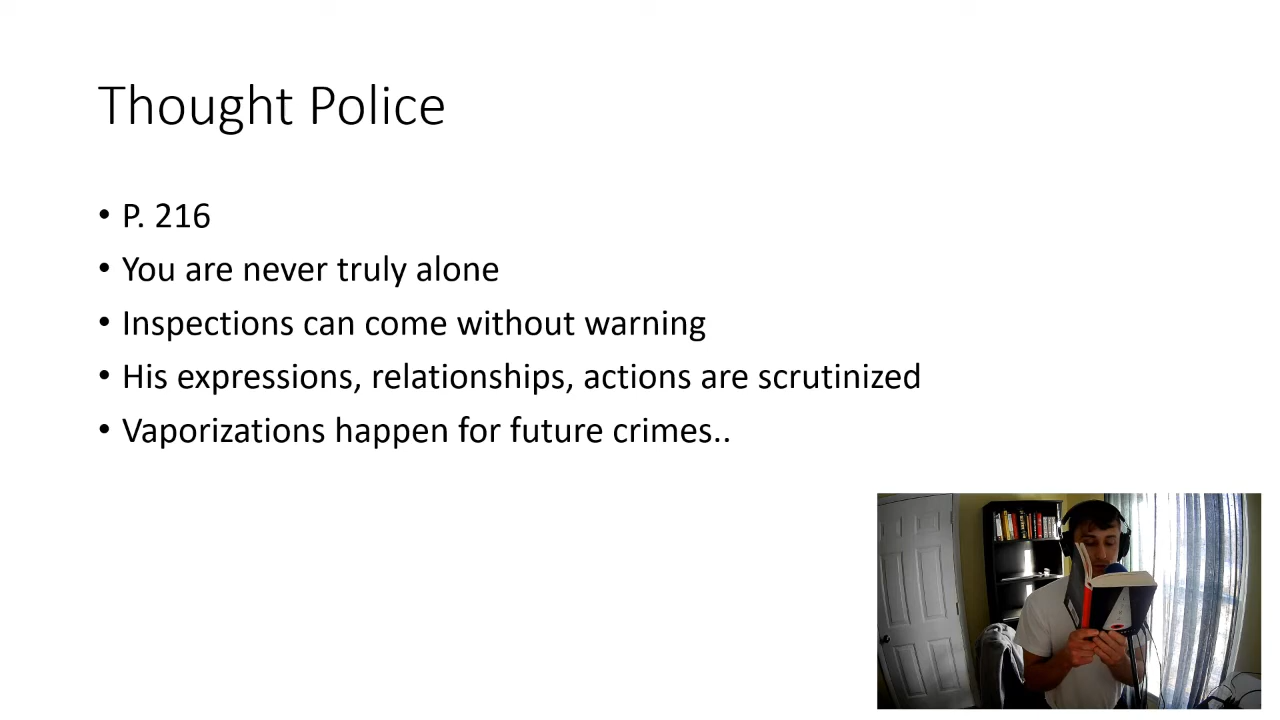 Thought Police
• P. 216
• You are never truly alone
• Inspections can come without warning
• His expressions, relationships, actions are scrutinized
• Vaporizations happen for future crimes..